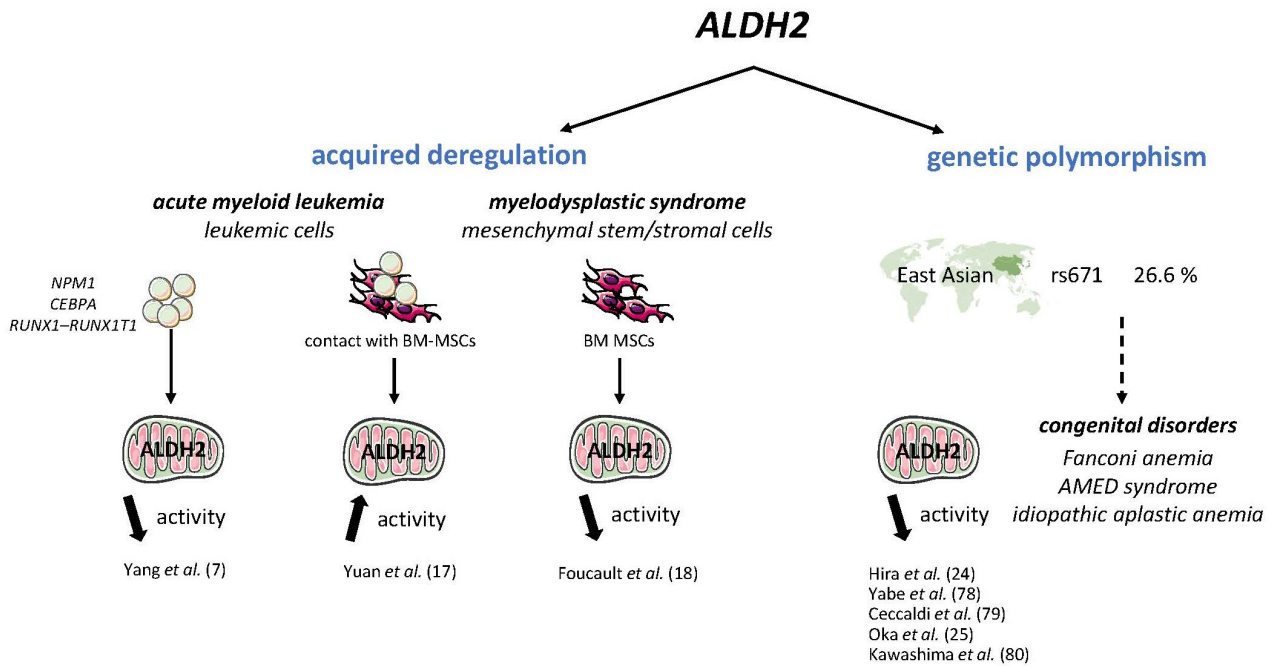 ALDH2
acquired deregulation
genetic polymorphism
acute myeloid leukemia
leukemic cells
myelodysplastic syndrome
mesenchymal stem/stromal cells
NPM1
CEBPA
RUNX1–RUNX1T1
contact with BM-MSCs
BM MSCs
East Asian rs671 26.6 %
ALDH2
ALDH2
ALDH2
ALDH2
congenital disorders
Fanconi anemia
AMED syndrome
idiopathic aplastic anemia
activity
activity
activity
activity
Yang et al. (7)
Yuan et al. (17)
Foucault et al. (18)
Hira et al. (24)
Yabe et al. (78)
Ceccaldi et al. (79)
Oka et al. (25)
Kawashima et al. (80)